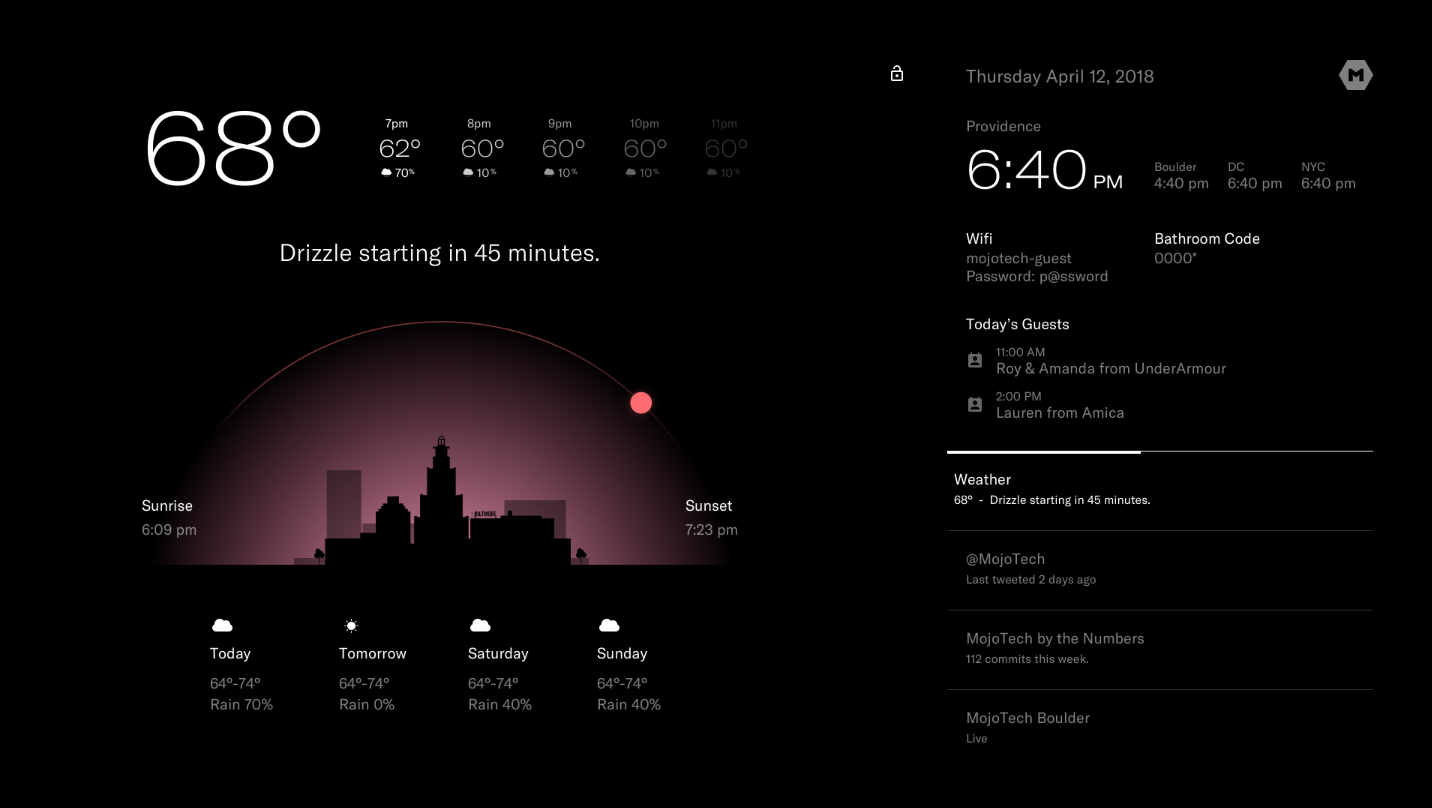 68°
7pm 8pm 9pm 10pm 11pm
62° 60° 60° 60° 60°
70% 10% 10% 10% 10%
Drizzle starting in 45 minutes.
Sunrise
6:09 pm
Sunset
7:23 pm
BILTMORE
Today Tomorrow Saturday Sunday
64°-74° 64°-74° 64°-74° 64°-74°
Rain 70% Rain 0% Rain 40% Rain 40%
Thursday April 12, 2018
M
Providence
6:40 PM
Boulder DC NYC
4:40 pm 6:40 pm 6:40 pm
Wifi
mojotech-guest
Password: p@ssword
Bathroom Code
0000*
Today’s Guests
11:00 AM
Roy & Amanda from UnderArmour
2:00 PM
Lauren from Amica
Weather
68° - Drizzle starting in 45 minutes.
@MojoTech
Last tweeted 2 days ago
MojoTech by the Numbers
112 commits this week.
MojoTech Boulder
Live